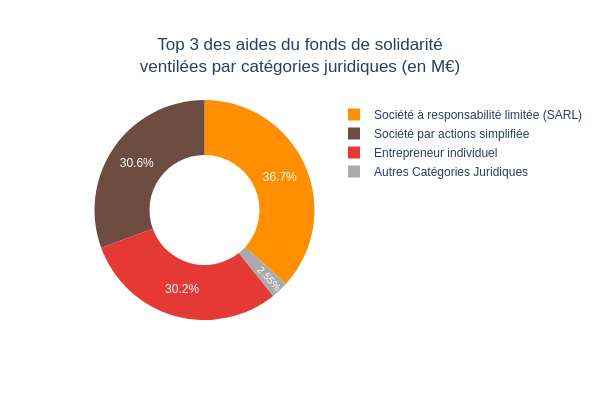 Top 3 des aides du fonds de solidarité
ventilées par catégories juridiques (en M€)
Société à responsabilité limitée (SARL)
Société par actions simplifiée
Entrepreneur individuel
Autres Catégories Juridiques
30.6%
36.7%
2.55%
30.2%